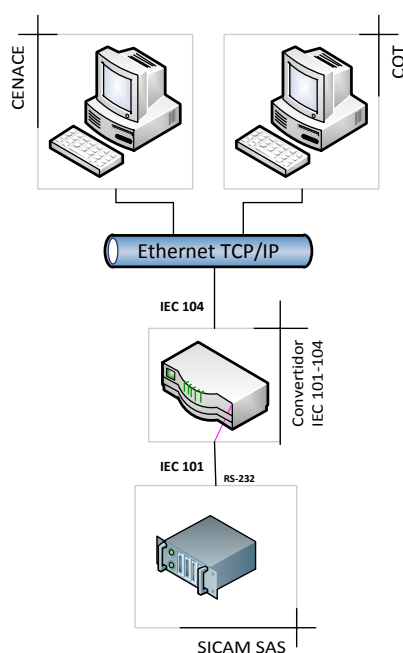 CENACE
COT
Ethernet TCP/IP
IEC 104
Convertidor
IEC 101-104
IEC 101
RS-232
SICAM SAS